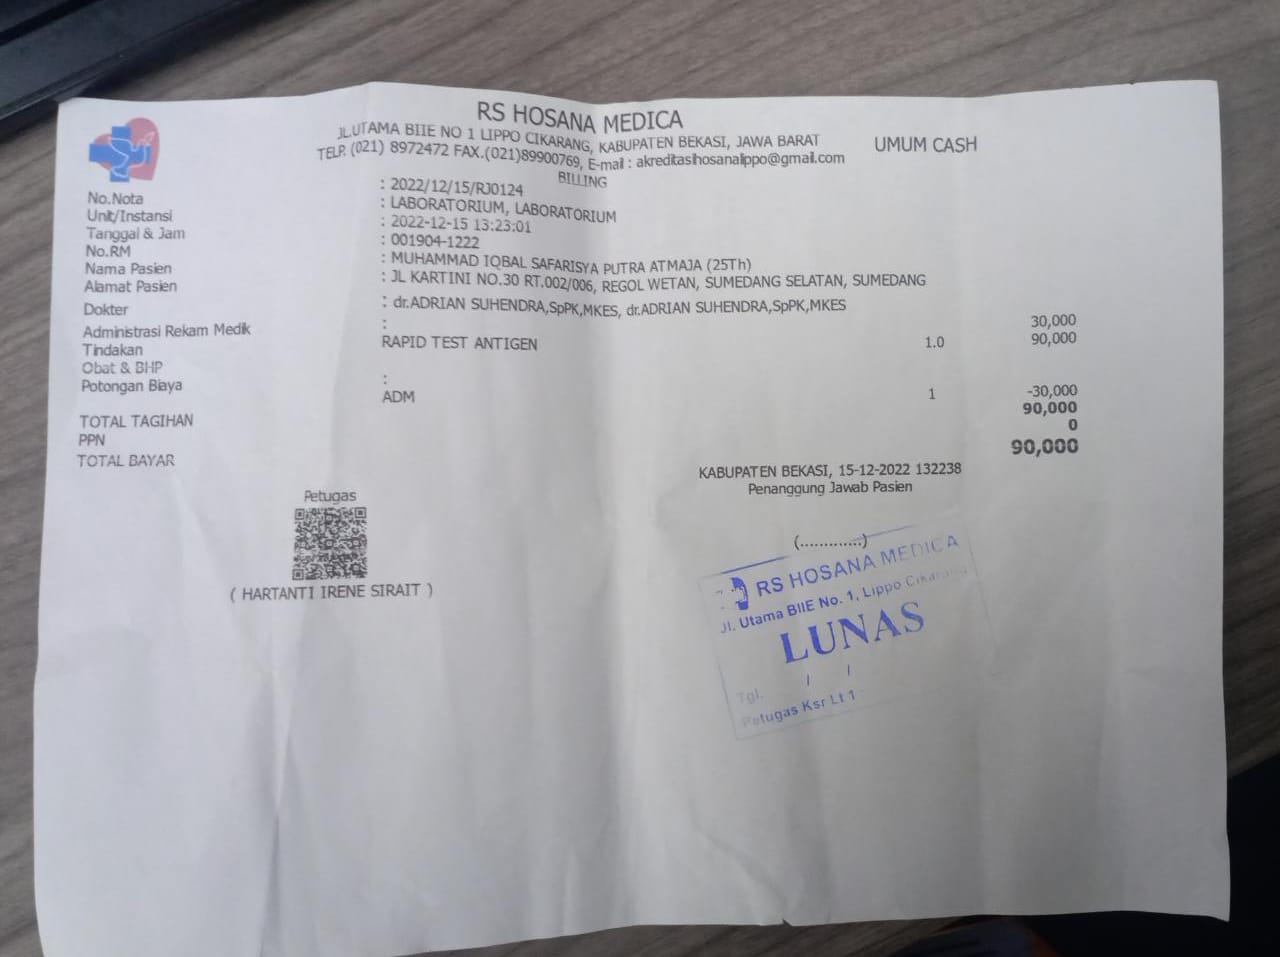 RS HOSANA MEDICA
JL.UTAMA BIIE NO 1 LIPPO CIKARANG, KABUPATEN BEKASI, JAWA BARAT
UMUM CASH
TELP. (021) 8972472 FAX.(021)89900769, E-mail : akreditasihosanalippo@gmail.com
BILLING
No.Nota : 2022/12/15/RJ0124
Unit/Instansi : LABORATORIUM, LABORATORIUM
Tanggal & Jam : 2022-12-15 13:23:01
No.RM : 001904-1222
Nama Pasien : MUHAMMAD IQBAL SAFARISYA PUTRA ATMAJA (25Th)
Alamat Pasien : JL KARTINI NO.30 RT.002/006, REGOL WETAN, SUMEDANG SELATAN, SUMEDANG
Dokter : dr.ADRIAN SUHENDRA,SpPK,MKES, dr.ADRIAN SUHENDRA,SpPK,MKES
Administrasi Rekam Medik : 30,000
Tindakan RAPID TEST ANTIGEN 1.0 90,000
Obat & BHP
Potongan Biaya :
ADM 1 -30,000
TOTAL TAGIHAN 90,000
PPN 0
TOTAL BAYAR 90,000
KABUPATEN BEKASI, 15-12-2022 132238
Penanggung Jawab Pasien
Petugas
(.............)
( HARTANTI IRENE SIRAIT )
RS HOSANA MEDICA
Jl. Utama BIIE No. 1, Lippo Cikarang
LUNAS
Tgl. / /
Petugas Ksr Lt 1